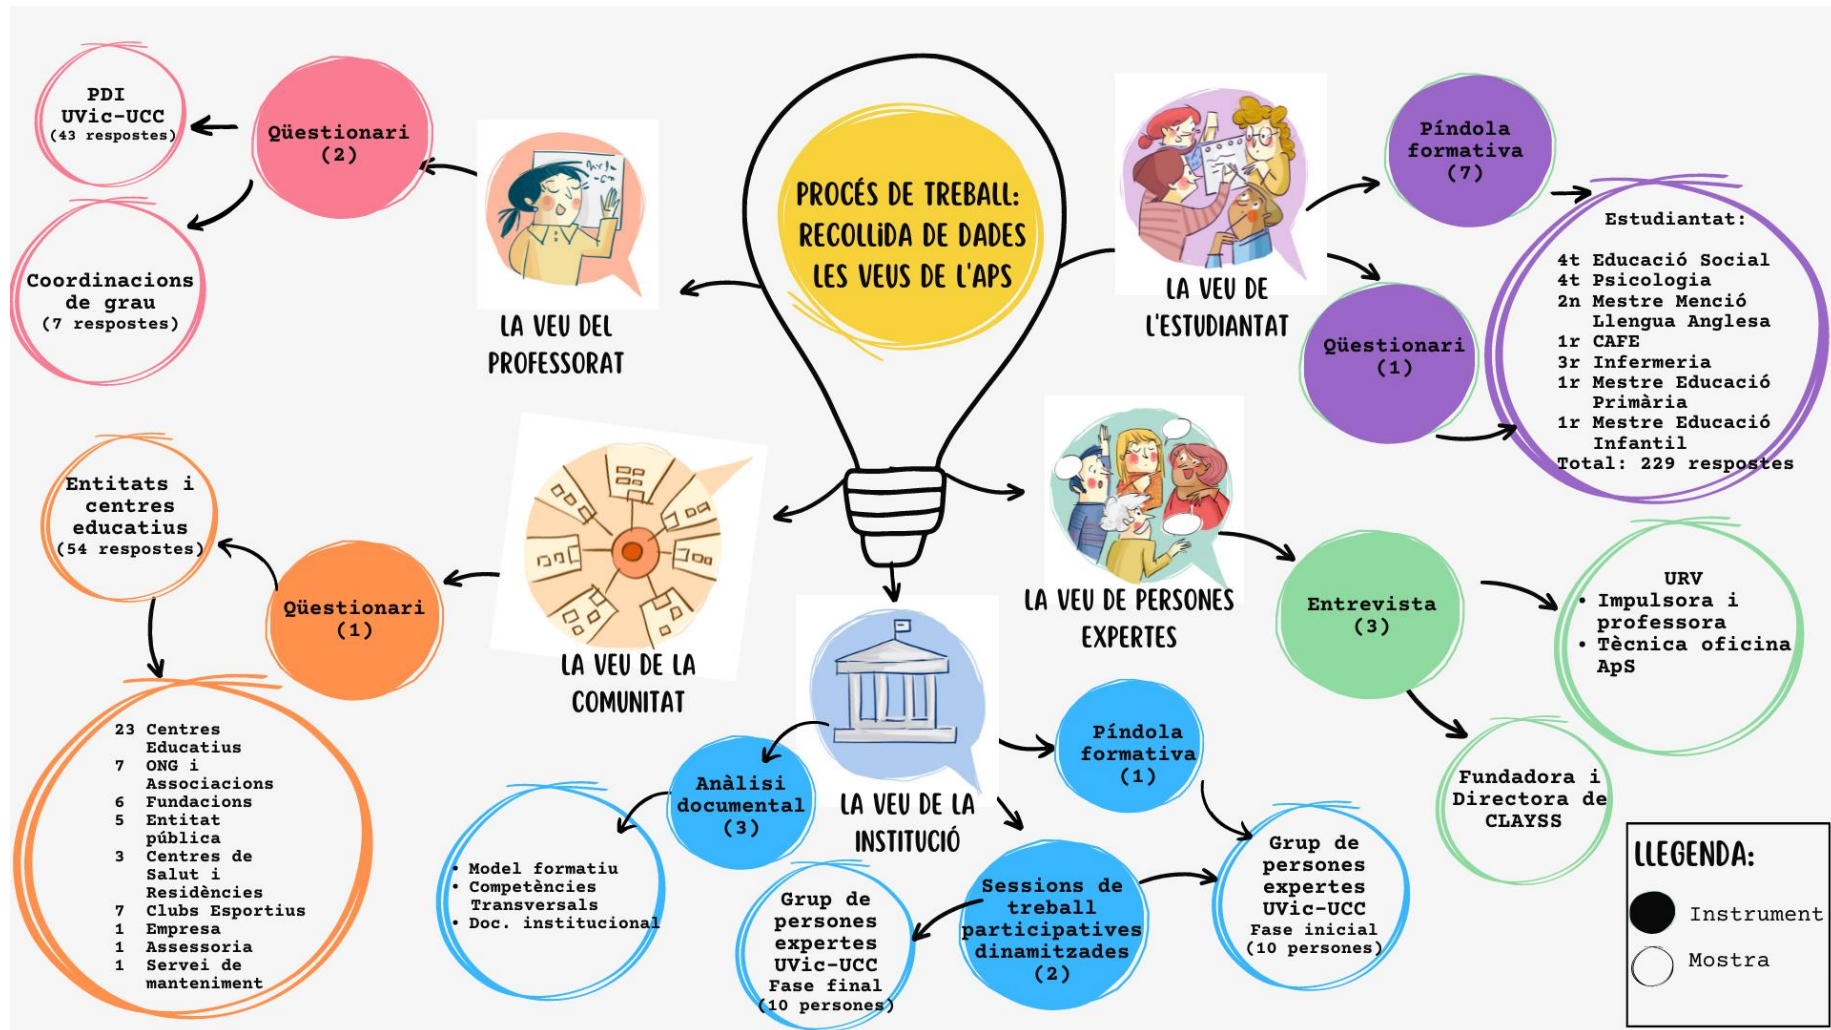 PROCÉS DE TREBALL:
RECOLLIDA DE DADES
LES VEUS DE L'APS
LA VEU DEL
PROFESSORAT
Qüestionari
(2)
PDI
UVic-UCC
(43 respostes)
Coordinacions
de grau
(7 respostes)
LA VEU DE
L'ESTUDIANTAT
Píndola
formativa
(7)
Qüestionari
(1)
Estudiantat:
4t Educació Social
4t Psicologia
2n Mestre Menció
Llengua Anglesa
1r CAFE
3r Infermeria
1r Mestre Educació
Primària
1r Mestre Educació
Infantil
Total: 229 respostes
LA VEU DE LA
COMUNITAT
Qüestionari
(1)
Entitats i
centres
educatius
(54 respostes)
23 Centres
Educatius
7 ONG i
Associacions
6 Fundacions
5 Entitat
pública
3 Centres de
Salut i
Residències
7 Clubs Esportius
1 Empresa
1 Assessoria
1 Servei de
manteniment
LA VEU DE PERSONES
EXPERTES
Entrevista
(3)
URV
• Impulsora i
professora
• Tècnica oficina
ApS
Fundadora i
Directora de
CLAYSS
LA VEU DE LA
INSTITUCIÓ
Anàlisi
documental
(3)
• Model formatiu
• Competències
Transversals
• Doc. institucional
Píndola
formativa
(1)
Sessions de
treball
participatives
dinamitzades
(2)
Grup de
persones
expertes
UVic-UCC
Fase final
(10 persones)
Grup de
persones
expertes
UVic-UCC
Fase inicial
(10 persones)
LLEGENDA:
Instrument
Mostra